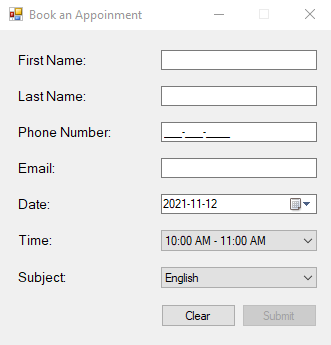 Book an Appoinment
First Name:
Last Name:
Phone Number: ___-___-____
Email:
Date: 2021-11-12
Time: 10:00 AM - 11:00 AM
Subject: English
Clear Submit